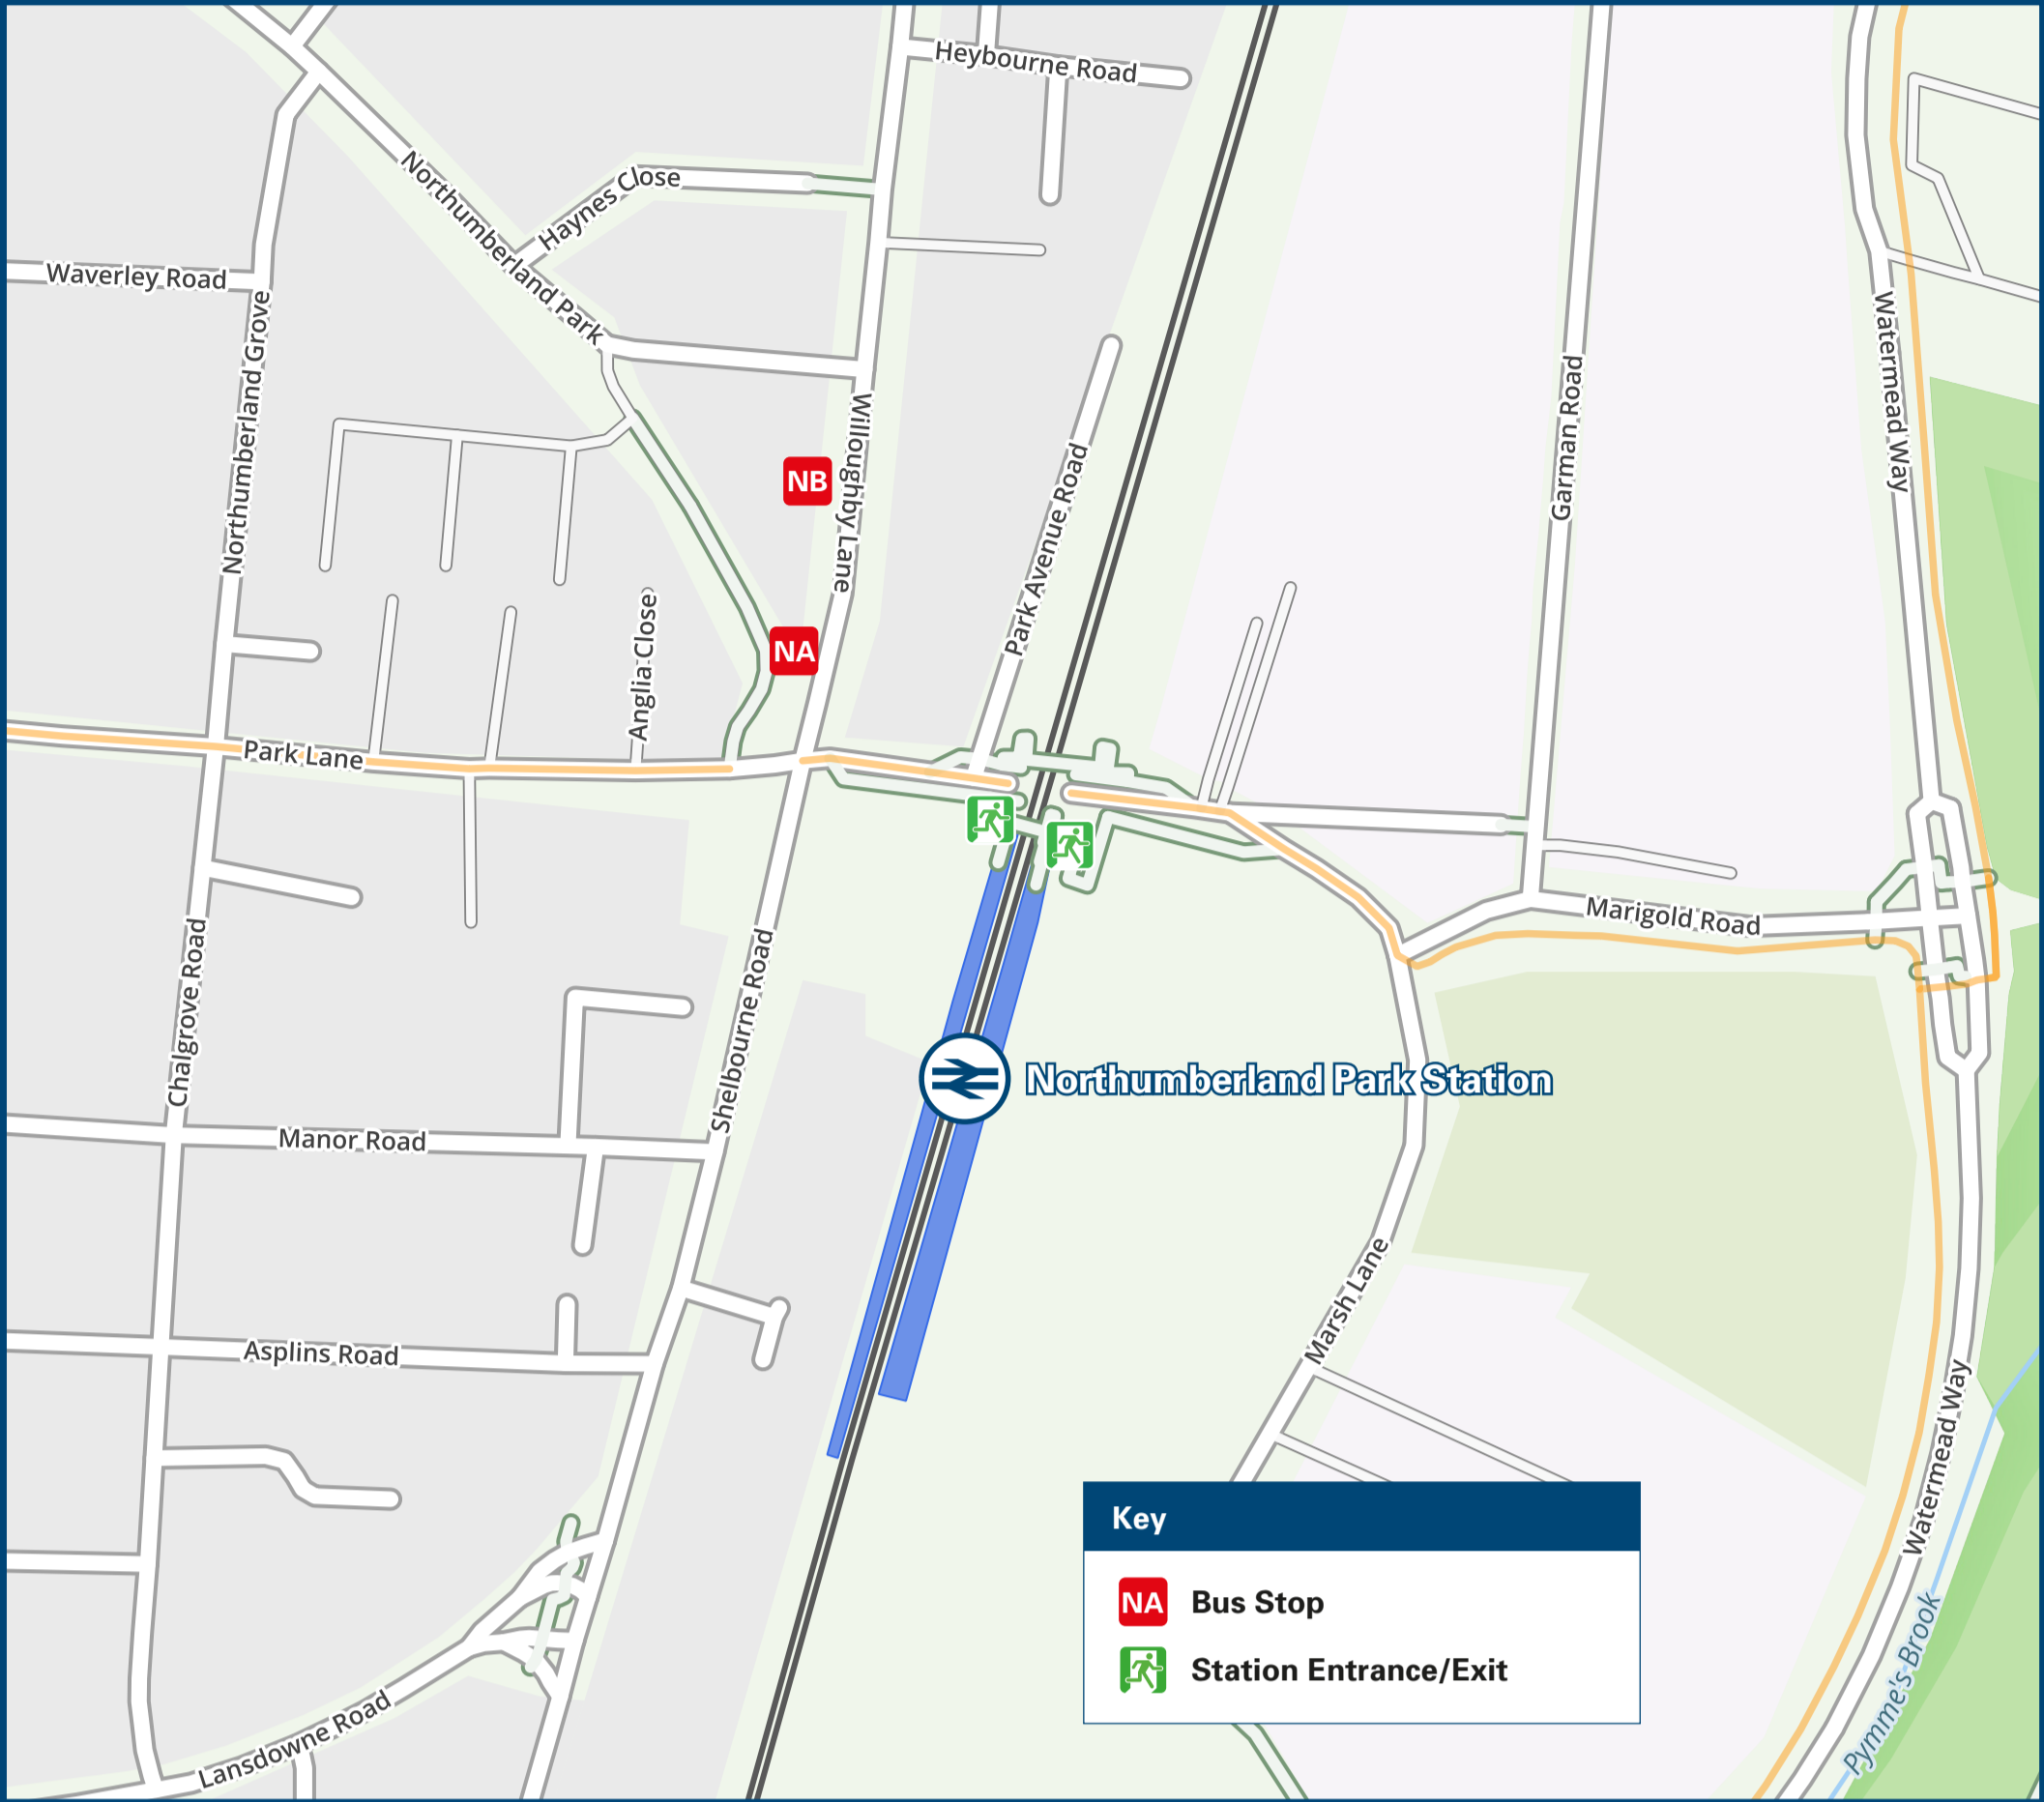 Heybourne Road
Northumberland Park
Haynes Close
Waverley Road
Northumberland Grove
Willoughby Lane
Watermead Way
Garman Road
Park Avenue Road
NB
NA
Anglia Close
Park Lane
Marigold Road
Chalgrove Road
Shelbourne Road
Northumberland Park Station
Manor Road
Marsh Lane
Asplins Road
Watermead Way
Pymme's Brook
Lansdowne Road
Key
NA Bus Stop
Station Entrance/Exit